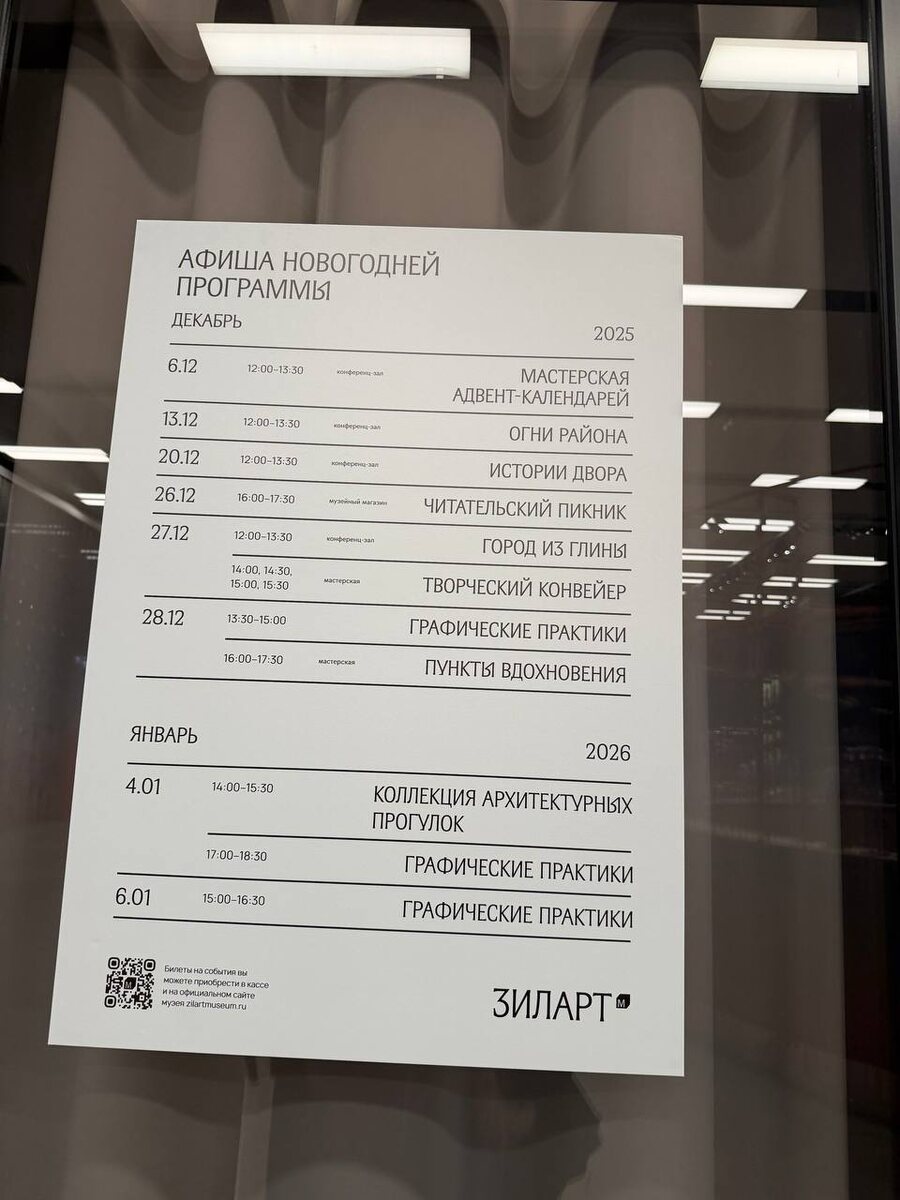 АФИША НОВОГОДНЕЙ
ПРОГРАММЫ
ДЕКАБРЬ 2025
6.12 12:00–13:30 конференц-зал МАСТЕРСКАЯ
АДВЕНТ-КАЛЕНДАРЕЙ
13.12 12:00–13:30 конференц-зал ОГНИ РАЙОНА
20.12 12:00–13:30 конференц-зал ИСТОРИИ ДВОРА
26.12 16:00–17:30 музейный магазин ЧИТАТЕЛЬСКИЙ ПИКНИК
27.12 12:00–13:30 конференц-зал ГОРОД ИЗ ГЛИНЫ
14:00, 14:30,
15:00, 15:30 мастерская ТВОРЧЕСКИЙ КОНВЕЙЕР
28.12 13:30–15:00 ГРАФИЧЕСКИЕ ПРАКТИКИ
16:00–17:30 мастерская ПУНКТЫ ВДОХНОВЕНИЯ
ЯНВАРЬ 2026
4.01 14:00–15:30 КОЛЛЕКЦИЯ АРХИТЕКТУРНЫХ
ПРОГУЛОК
17:00–18:30 ГРАФИЧЕСКИЕ ПРАКТИКИ
6.01 15:00–16:30 ГРАФИЧЕСКИЕ ПРАКТИКИ
Билеты на события вы
можете приобрести в кассе
и на официальном сайте
музея zilartmuseum.ru
ЗИЛАРТ М